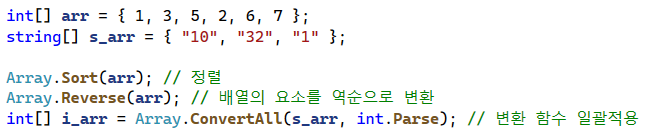 int[] arr = { 1, 3, 5, 2, 6, 7 };
string[] s_arr = { "10", "32", "1" };
Array.Sort(arr); // 정렬
Array.Reverse(arr); // 배열의 요소를 역순으로 변환
int[] i_arr = Array.ConvertAll(s_arr, int.Parse); // 변환 함수 일괄적용